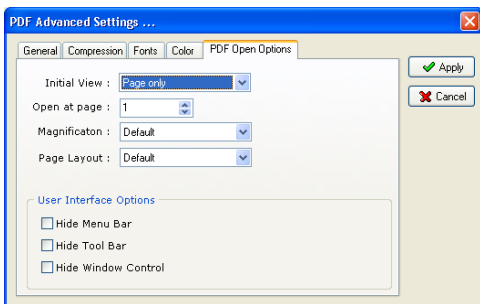 PDF Advanced Settings ...
General Compression Fonts Color PDF Open Options
Initial View : Page only
Open at page : 1
Magnificaton : Default
Page Layout : Default
User Interface Options
Hide Menu Bar
Hide Tool Bar
Hide Window Control
Apply
Cancel